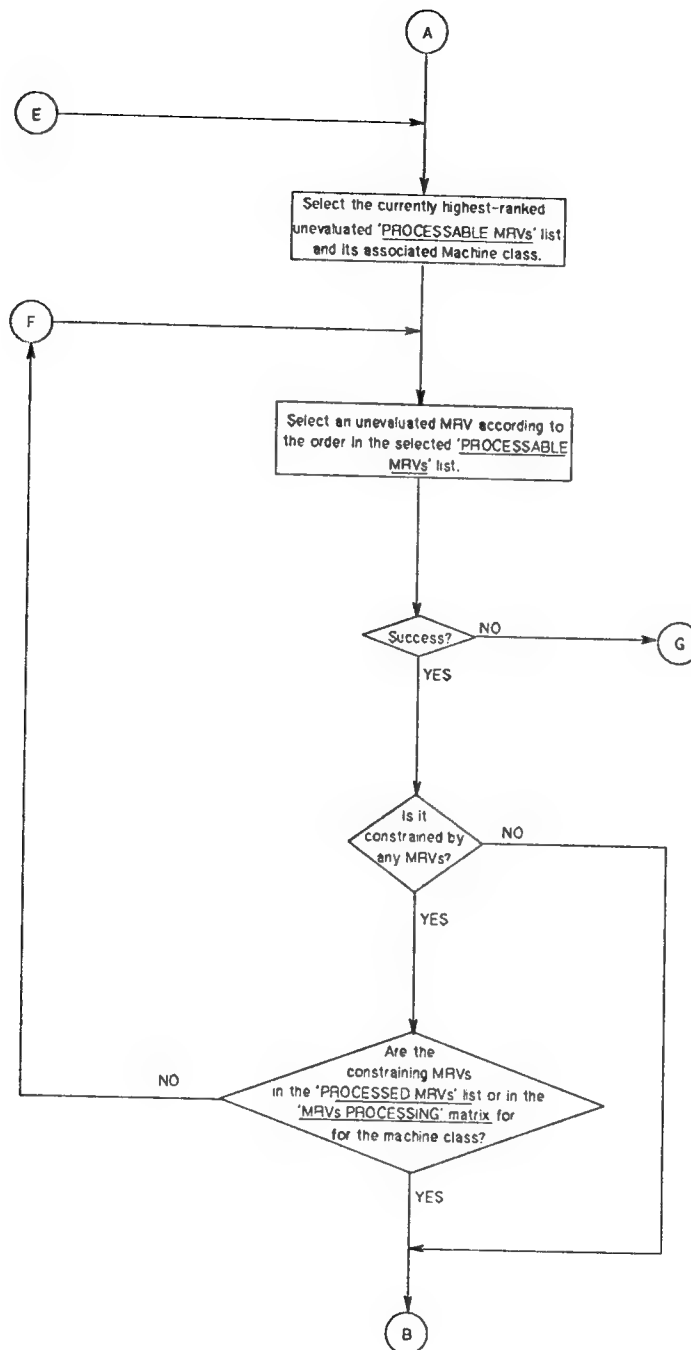 A
E
Select the currently highest-ranked
unevaluated 'PROCESSABLE MRVs' list
and its associated Machine class.
F
Select an unevaluated MRV according to
the order in the selected 'PROCESSABLE
MRVs' list.
Success?
NO
G
YES
Is it
constrained by
any MRVs?
NO
YES
Are the
constraining MRVs
in the 'PROCESSED MRVs' list or in the
'MRVs PROCESSING' matrix for
for the machine class?
NO
YES
B